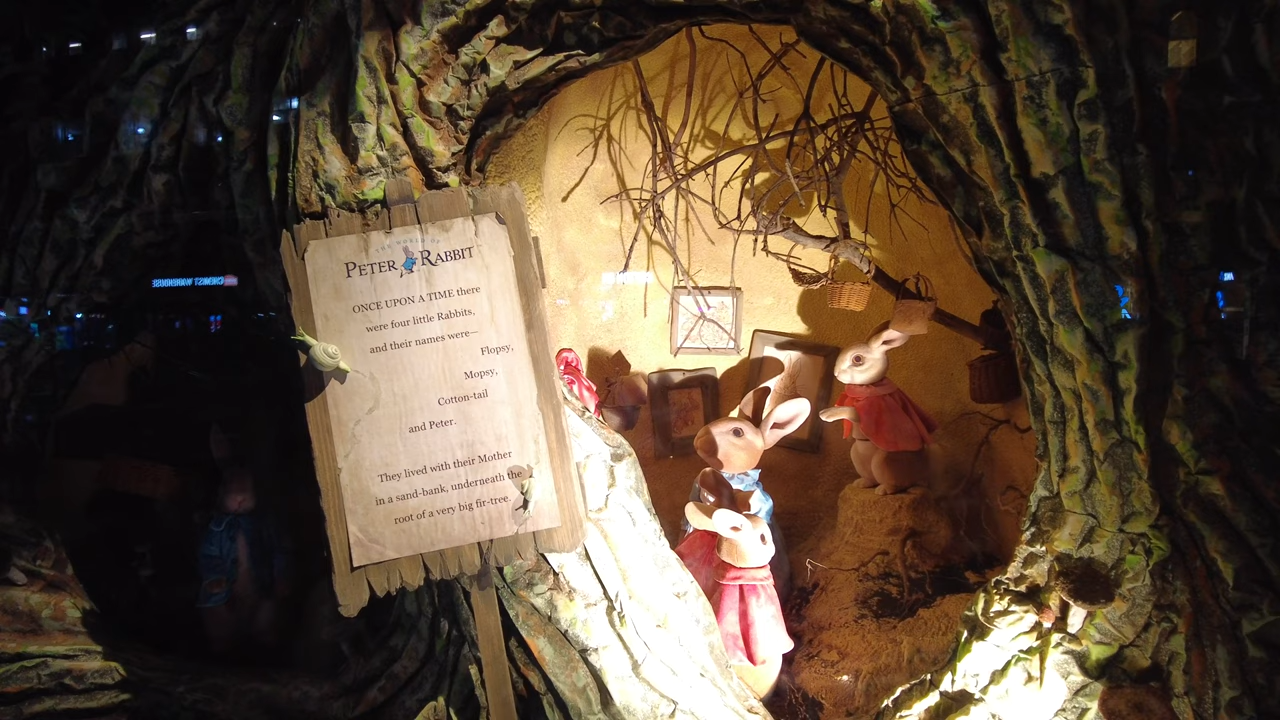 THE WORLD OF
PETER RABBIT
ONCE UPON A TIME there
were four little Rabbits,
and their names were—
Flopsy,
Mopsy,
Cotton-tail
and Peter.
They lived with their Mother
in a sand-bank, underneath the
root of a very big fir-tree.
CHEMIST WAREHOUSE